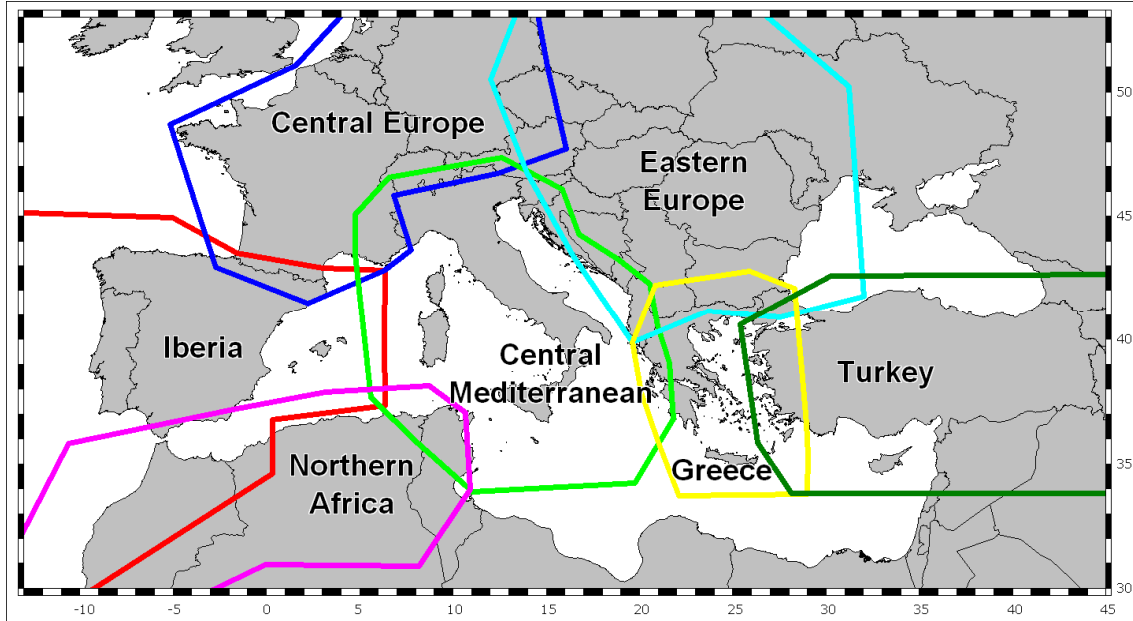 Central Europe
Eastern
Europe
Iberia
Central
Mediterranean
Turkey
Northern
Africa
Greece
50
45
40
35
30
-10
-5
0
5
10
15
20
25
30
35
40
45